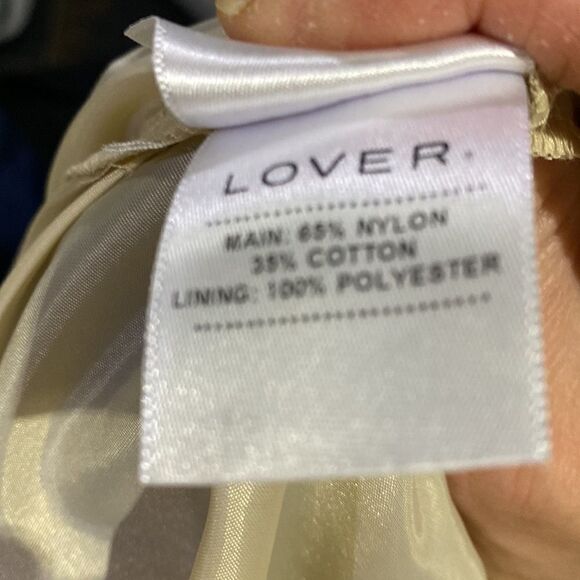 LOVER.
MAIN: 65% NYLON
35% COTTON
LINING: 100% POLYESTER